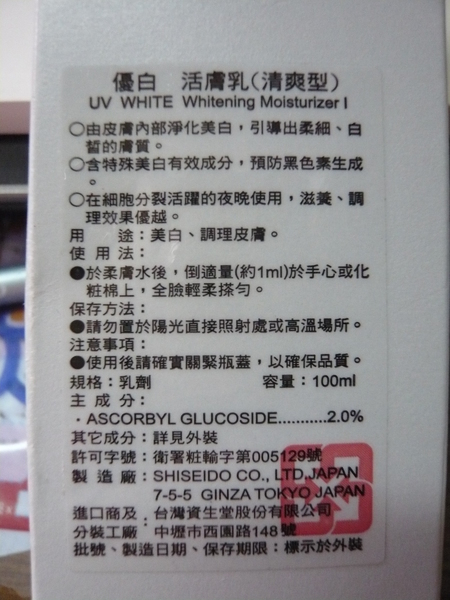 優白　活膚乳(清爽型)
UV WHITE Whitening Moisturizer I
○由皮膚內部淨化美白，引導出柔細、白
皙的膚質。
○含特殊美白有效成分，預防黑色素生成
。
○在細胞分裂活躍的夜晚使用，滋養、調
理效果優越。
用　　途：美白、調理皮膚。
使 用 法：
●於柔膚水後，倒適量(約1ml)於手心或化
粧棉上，全臉輕柔搽勻。
保存方法：
●請勿置於陽光直接照射處或高溫場所。
注意事項：
●使用後請確實關緊瓶蓋，以確保品質。
規格：乳劑　　　　容量：100ml
主 成 分：
・ASCORBYL GLUCOSIDE...........2.0%
其它成分：詳見外裝
許可字號：衛署粧輸字第005129號
製 造 廠：SHISEIDO CO., LTD.JAPAN
7-5-5 GINZA TOKYO JAPAN
進口商及：台灣資生堂股份有限公司
分裝工廠　中壢市西園路148號
批號、製造日期、保存期限：標示於外裝